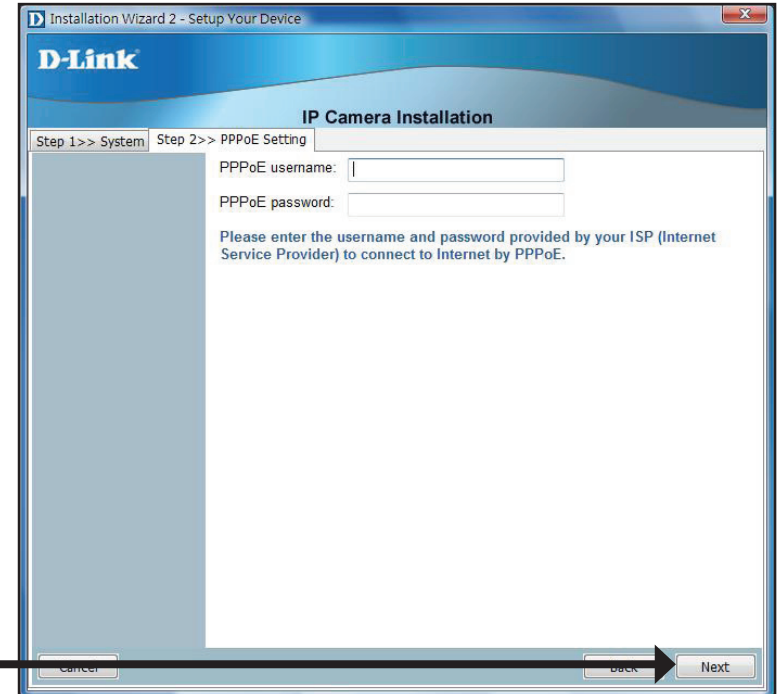 Installation Wizard 2 - Setup Your Device
D-Link
IP Camera Installation
Step 1>> System
Step 2>> PPPoE Setting
PPPoE username:
PPPoE password:
Please enter the username and password provided by your ISP (Internet
Service Provider) to connect to Internet by PPPoE.
Cancel
Back
Next